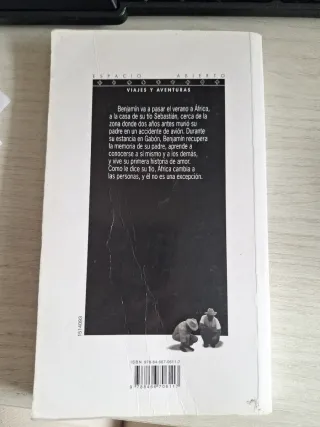 ESPACIO ABIERTO
VIAJES Y AVENTURAS
Benjamín va a pasar el verano a África,
a la casa de su tío Sebastián, cerca de la
zona donde dos años antes murió su
padre en un accidente de avión. Durante
su estancia en Gabón, Benjamín recupera
la memoria de su padre, aprende a
conocerse a sí mismo y a los demás,
y vive su primera historia de amor.
Como le dice su tío, África cambia a
las personas, y él no es una excepción.